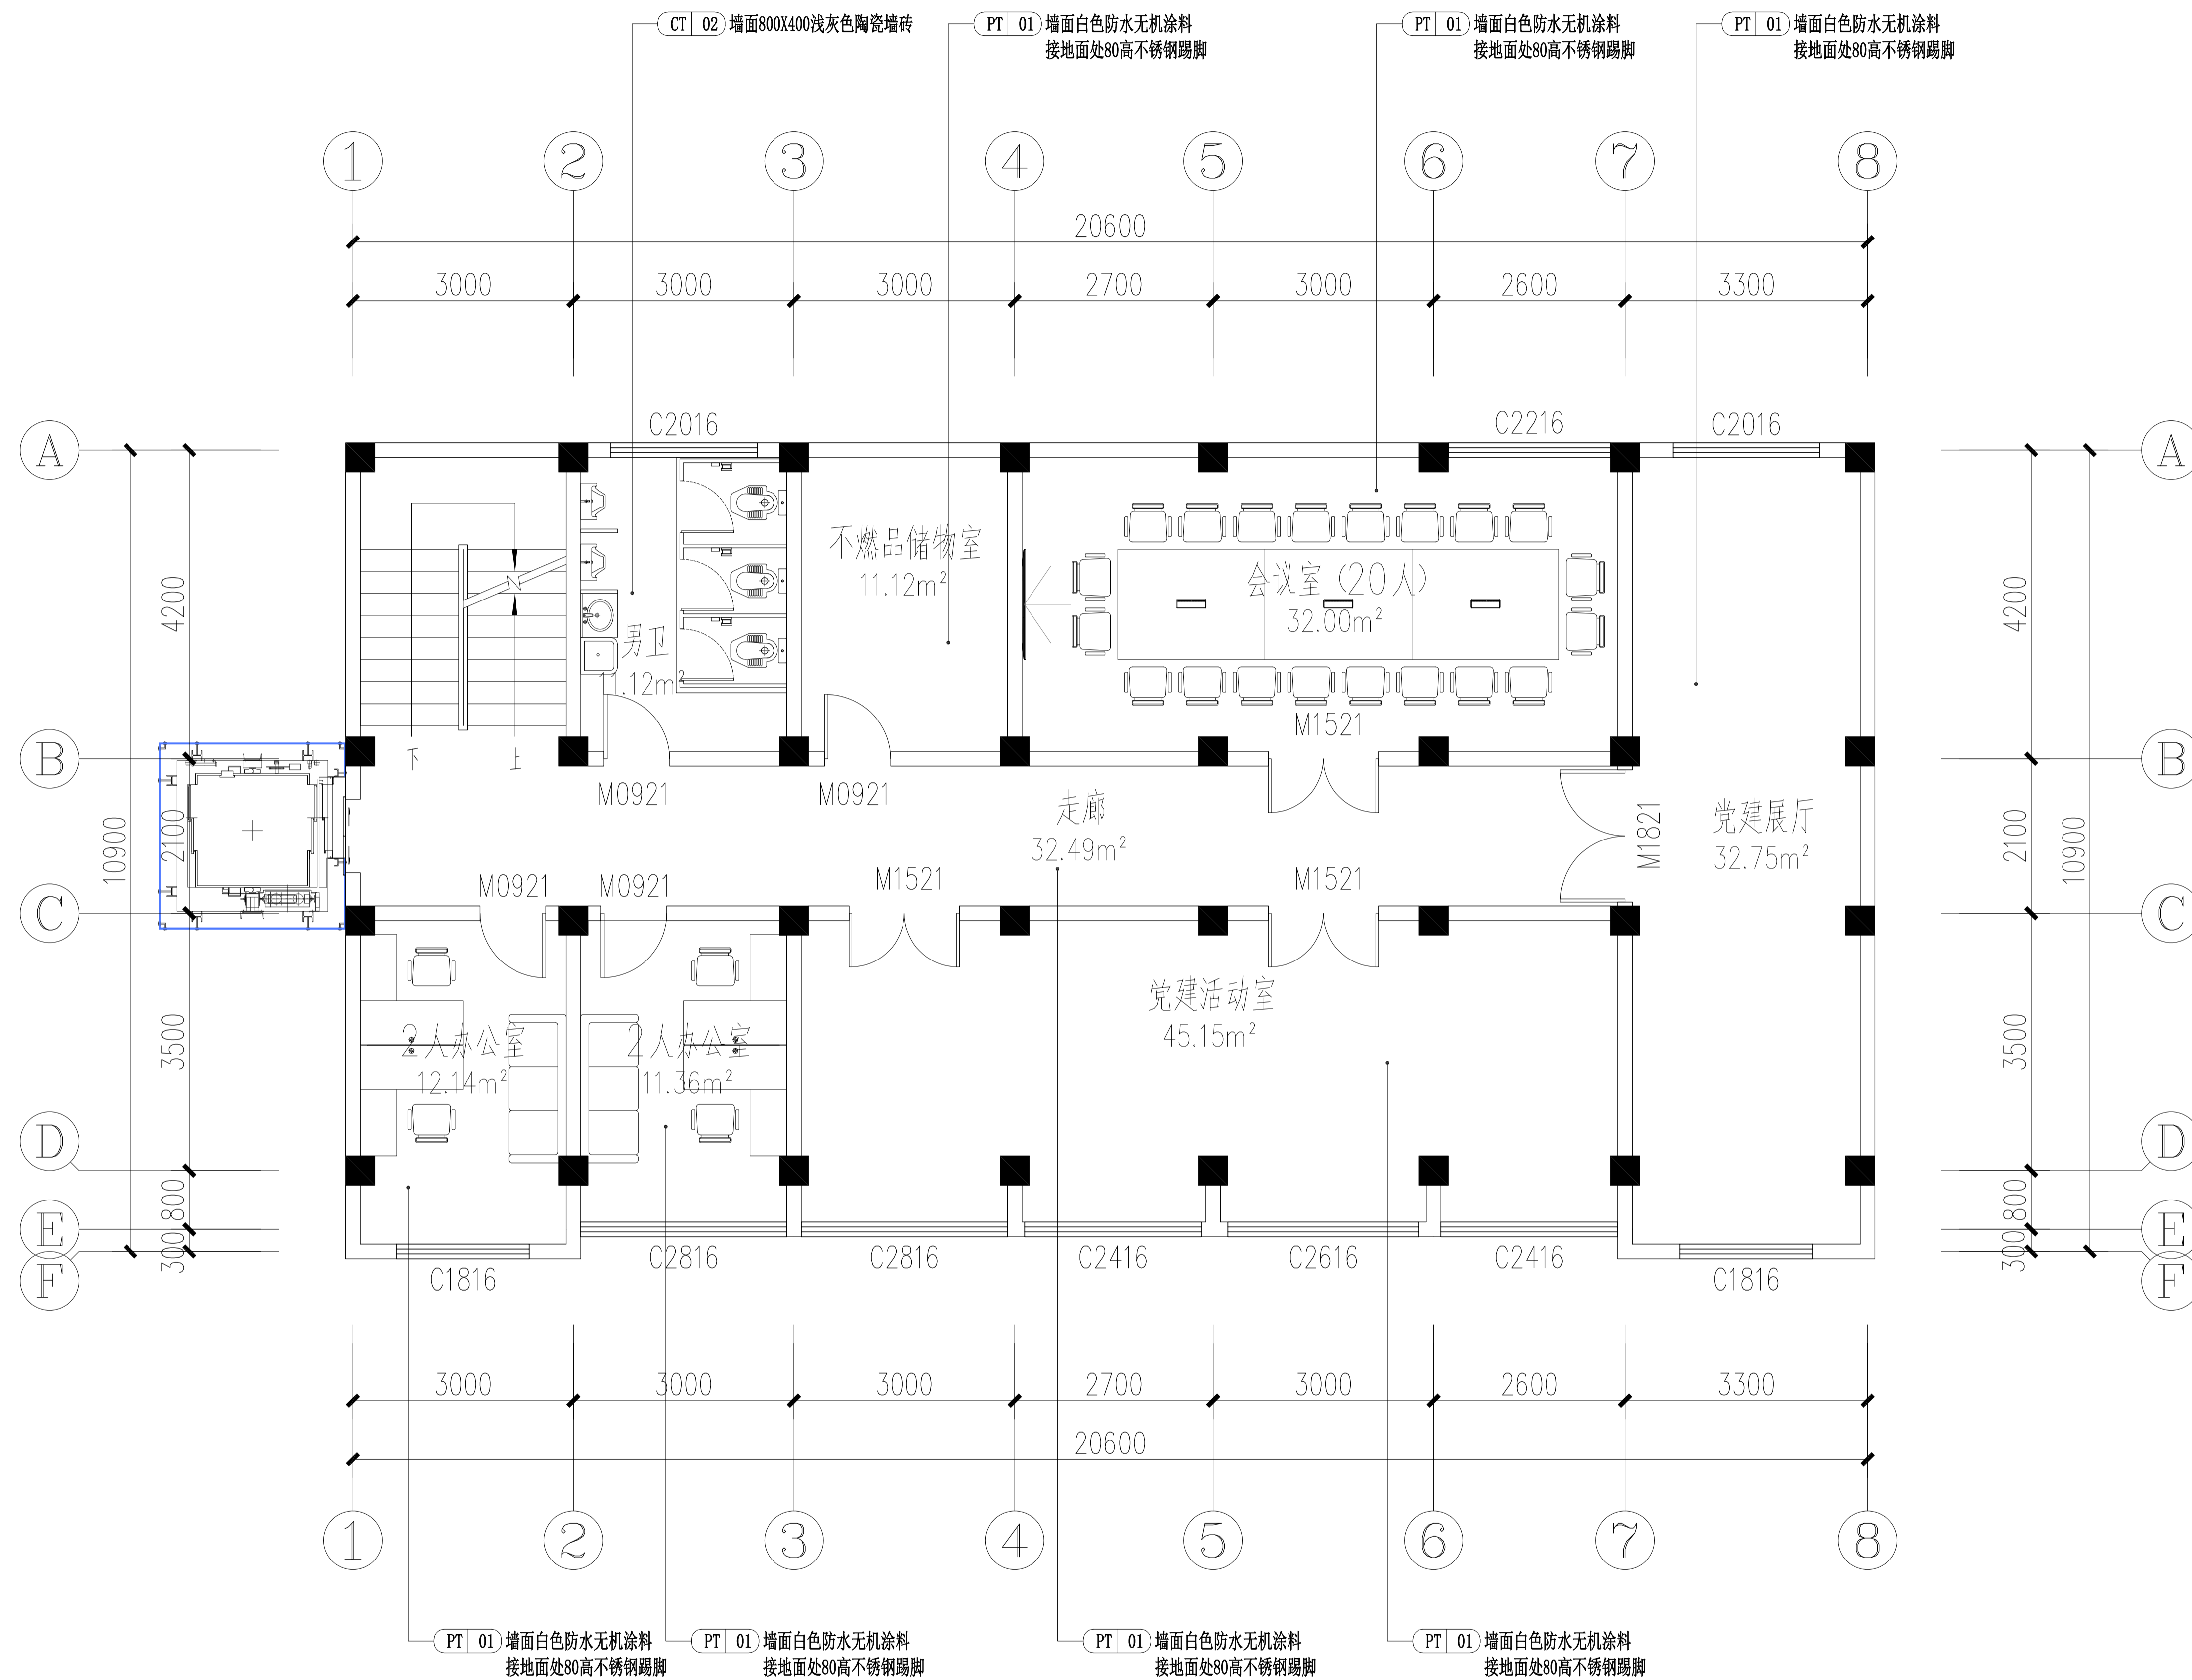 CT 02 墙面800X400浅灰色陶瓷墙砖
PT 01 墙面白色防水无机涂料
接地面处80高不锈钢踢脚
PT 01 墙面白色防水无机涂料
接地面处80高不锈钢踢脚
PT 01 墙面白色防水无机涂料
接地面处80高不锈钢踢脚
1 2 3 4 5 6 7 8
20600
3000 3000 3000 2700 3000 2600 3300
C2016 C2216 C2016
A A
4200 4200
不燃品储物室
11.12m²
会议室 (20人)
32.00m²
男卫
11.12m²
M1521
下 上
B B
M0921 M0921
走廊
32.49m²
M1821
党建展厅
32.75m²
10900 2100 2100 10900
M0921 M0921 M1521 M1521
C C
党建活动室
45.15m²
3500 3500
2人办公室
12.14m²
2人办公室
11.36m²
D D
800 800
E E
300 300
F F
C2816 C2816 C2416 C2616 C2416
C1816 C1816
3000 3000 3000 2700 3000 2600 3300
20600
1 2 3 4 5 6 7 8
PT 01 墙面白色防水无机涂料
接地面处80高不锈钢踢脚
PT 01 墙面白色防水无机涂料
接地面处80高不锈钢踢脚
PT 01 墙面白色防水无机涂料
接地面处80高不锈钢踢脚
PT 01 墙面白色防水无机涂料
接地面处80高不锈钢踢脚